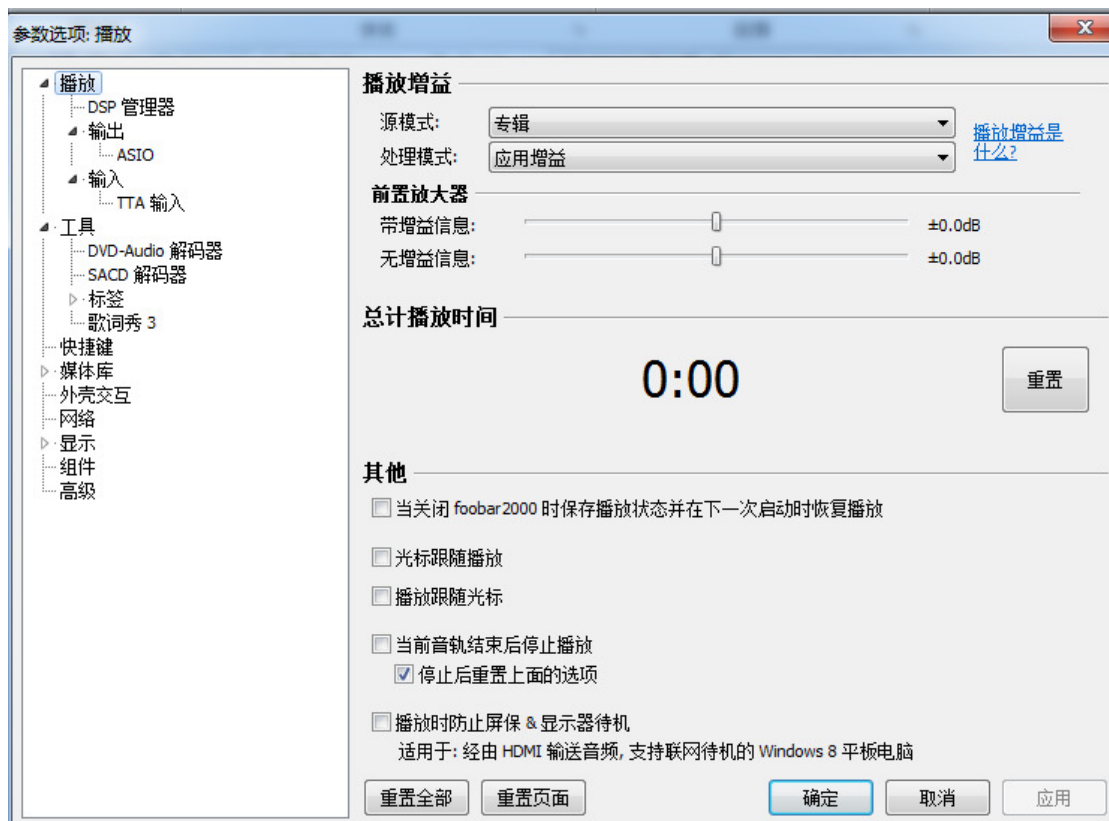 参数选项: 播放
播放
DSP 管理器
输出
ASIO
输入
TTA 输入
工具
DVD-Audio 解码器
SACD 解码器
标签
歌词秀 3
快捷键
媒体库
外壳交互
网络
显示
组件
高级
播放增益
源模式: 专辑
处理模式: 应用增益
播放增益是
什么?
前置放大器
带增益信息: ±0.0dB
无增益信息: ±0.0dB
总计播放时间
0:00 重置
其他
当关闭 foobar2000 时保存播放状态并在下一次启动时恢复播放
光标跟随播放
播放跟随光标
当前音轨结束后停止播放
停止后重置上面的选项
播放时防止屏保 & 显示器待机
适用于: 经由 HDMI 输送音频, 支持联网待机的 Windows 8 平板电脑
重置全部 重置页面 确定 取消 应用